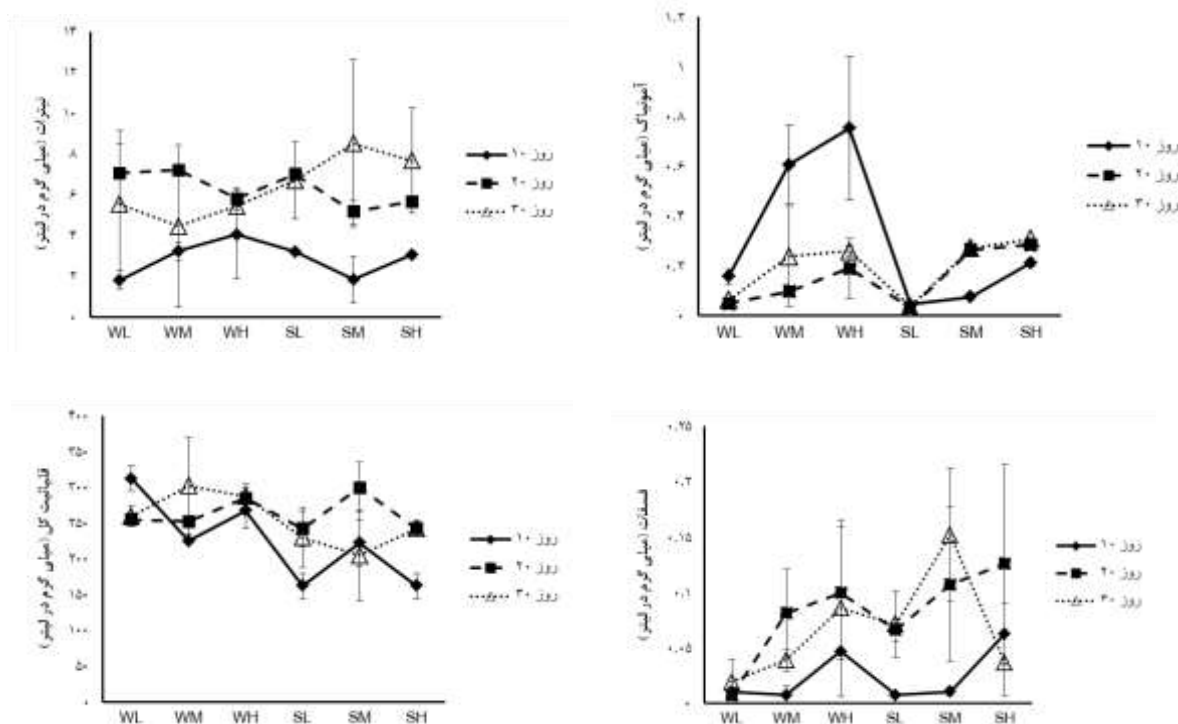 نیترات (میلی گرم در لیتر)
۱۴
۱۲
۱۰
۸
۶
۴
۲
۰
WL WM WH SL SM SH
روز ۱۰
روز ۲۰
روز ۳۰
آمونیاک (میلی گرم در لیتر)
۱.۲
۱
۰.۸
۰.۶
۰.۴
۰.۲
۰
WL WM WH SL SM SH
روز ۱۰
روز ۲۰
روز ۳۰
قلیائیت کل (میلی گرم در لیتر)
۴۰۰
۳۵۰
۳۰۰
۲۵۰
۲۰۰
۱۵۰
۱۰۰
۵۰
۰
WL WM WH SL SM SH
روز ۱۰
روز ۲۰
روز ۳۰
فسفات (میلی گرم در لیتر)
۰.۲۵
۰.۲
۰.۱۵
۰.۱
۰.۰۵
۰
WL WM WH SL SM SH
روز ۱۰
روز ۲۰
روز ۳۰